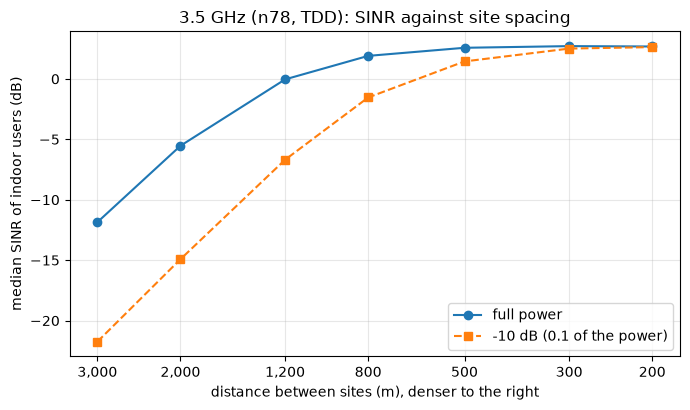 3.5 GHz (n78, TDD): SINR against site spacing
median SINR of indoor users (dB)
0
−5
−10
−15
−20
full power
-10 dB (0.1 of the power)
3,000 2,000 1,200 800 500 300 200
distance between sites (m), denser to the right